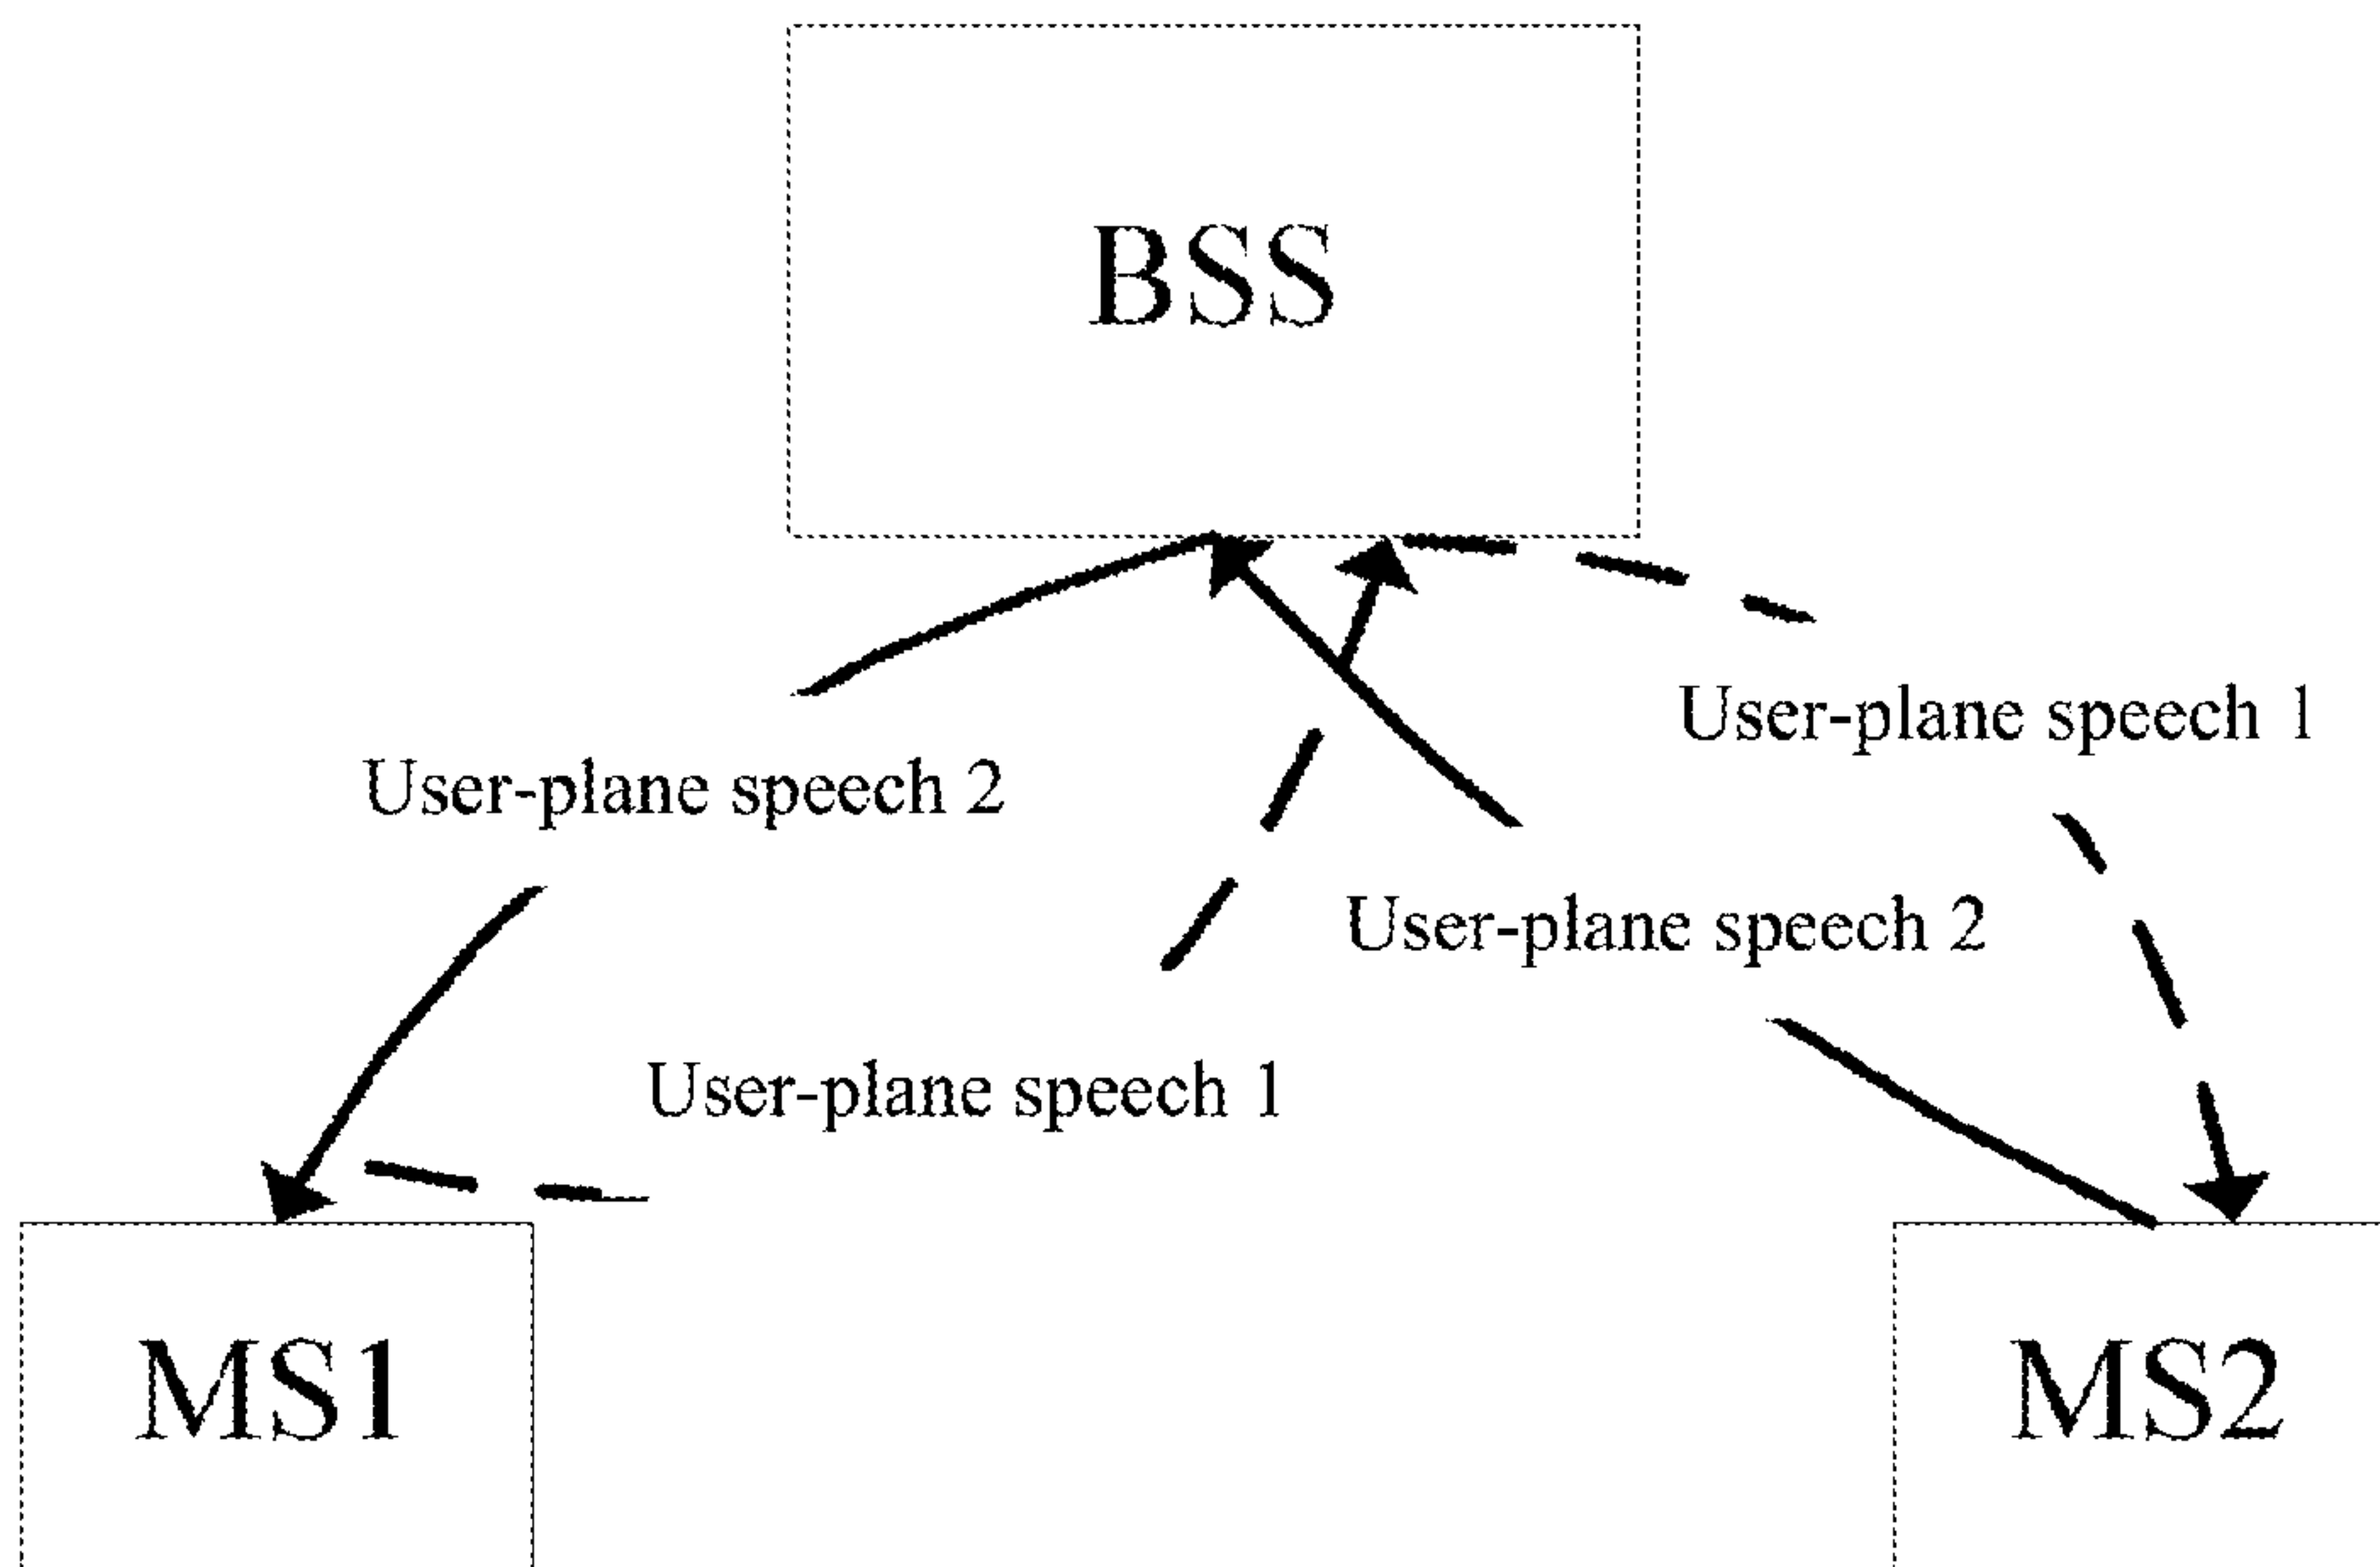 BSS
User-plane speech 1
User-plane speech 2
User-plane speech 2
User-plane speech 1
MS1
MS2